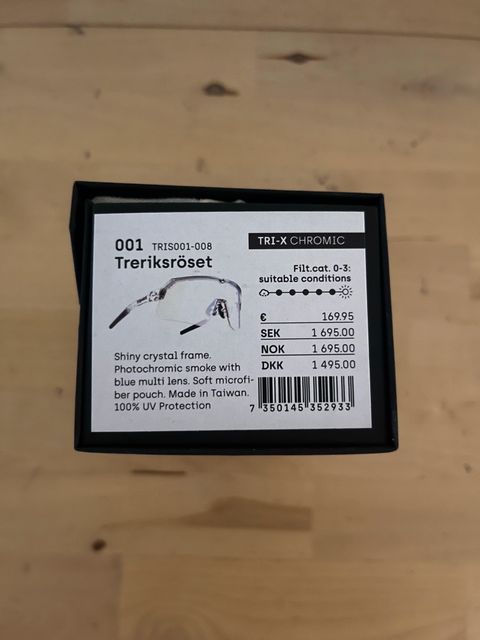 001 TRIS001-008
Treriksröset
TRI-X CHROMIC
Filt.cat. 0-3:
suitable conditions
€ 169.95
SEK 1 695.00
NOK 1 695.00
DKK 1 495.00
Shiny crystal frame.
Photochromic smoke with
blue multi lens. Soft microfi-
ber pouch. Made in Taiwan.
100% UV Protection
7 350145 352933